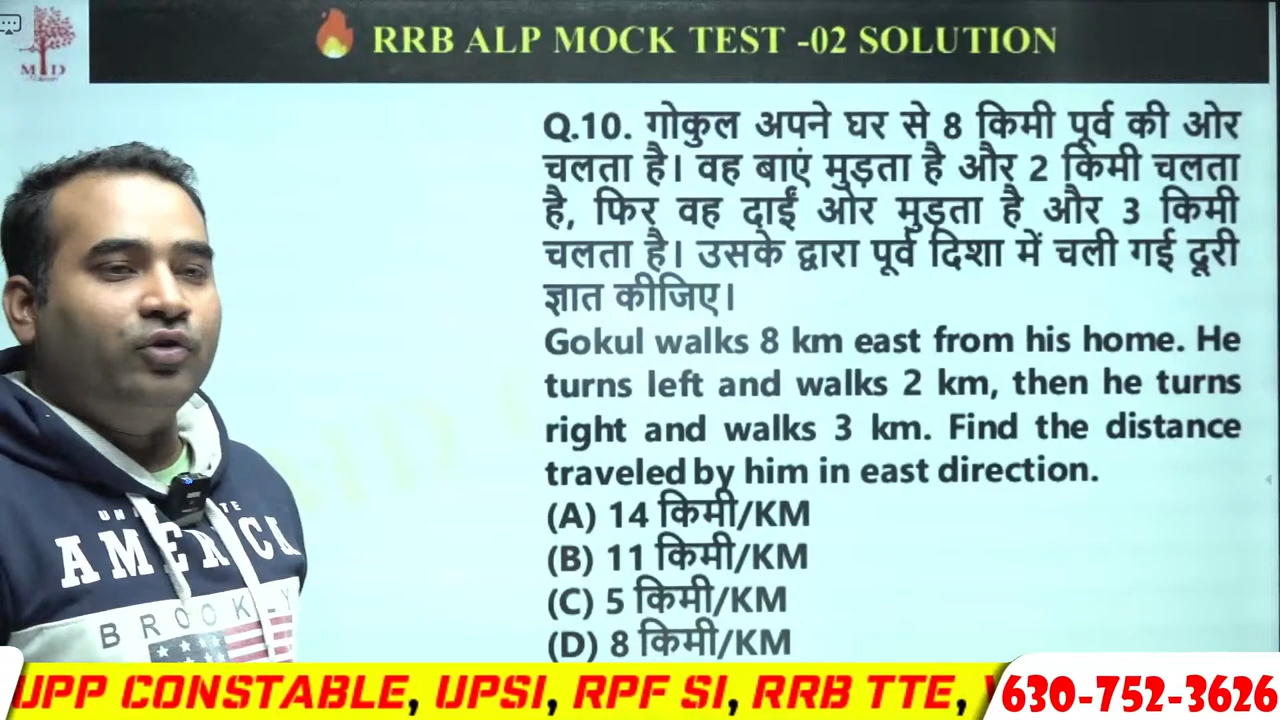 RRB ALP MOCK TEST -02 SOLUTION
Q.10. गोकुल अपने घर से 8 किमी पूर्व की ओर
चलता है। वह बाएं मुड़ता है और 2 किमी चलता
है, फिर वह दाईं ओर मुड़ता है और 3 किमी
चलता है। उसके द्वारा पूर्व दिशा में चली गई दूरी
ज्ञात कीजिए।
Gokul walks 8 km east from his home. He
turns left and walks 2 km, then he turns
right and walks 3 km. Find the distance
traveled by him in east direction.
(A) 14 किमी/KM
(B) 11 किमी/KM
(C) 5 किमी/KM
(D) 8 किमी/KM
AMERICA
BROOKLY
UPP CONSTABLE, UPSI, RPF SI, RRB TTE,
630-752-3626